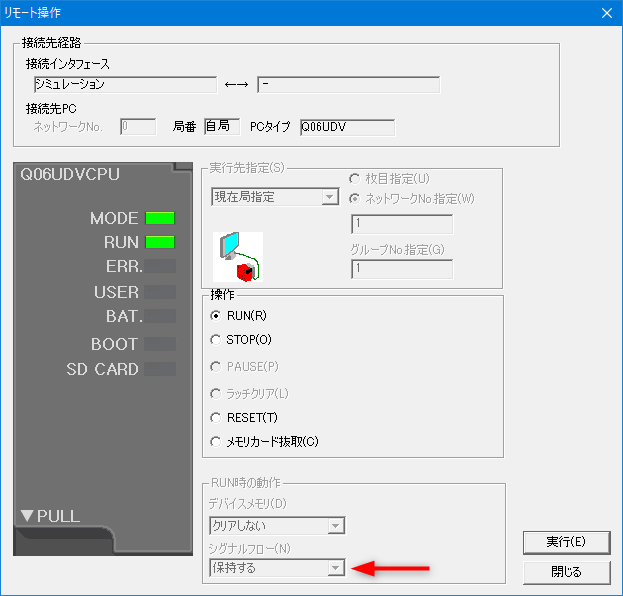 リモート操作
接続先経路
接続インタフェース
シミュレーション ←→ -
接続先PC
ネットワークNo. 0 局番 自局 PCタイプ Q06UDV
Q06UDVCPU
MODE
RUN
ERR.
USER
BAT.
BOOT
SD CARD
▼PULL
実行先指定(S)
現在局指定
枚目指定(U)
ネットワークNo.指定(W)
1
グループNo.指定(G)
1
操作
RUN(R)
STOP(O)
PAUSE(P)
ラッチクリア(L)
RESET(T)
メモリカード抜取(C)
RUN時の動作
デバイスメモリ(D)
クリアしない
シグナルフロー(N)
保持する
実行(E)
閉じる